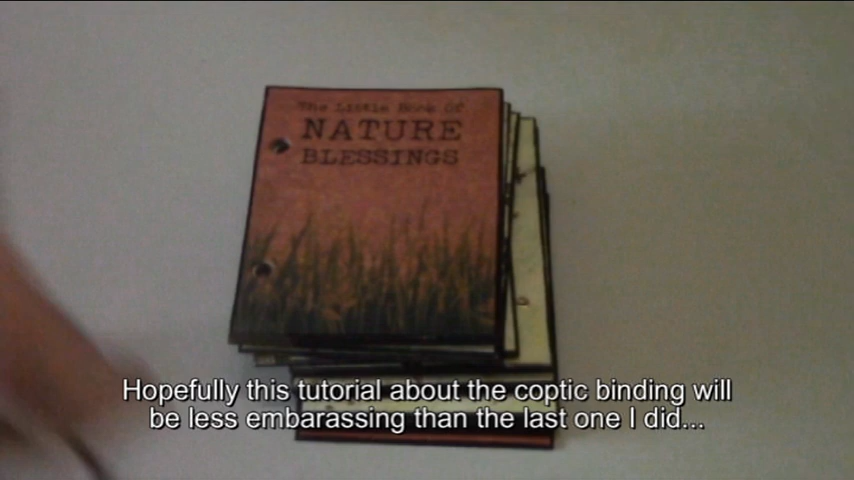 The Little Book Of
NATURE
BLESSINGS
Hopefully this tutorial about the coptic binding will
be less embarassing than the last one I did...